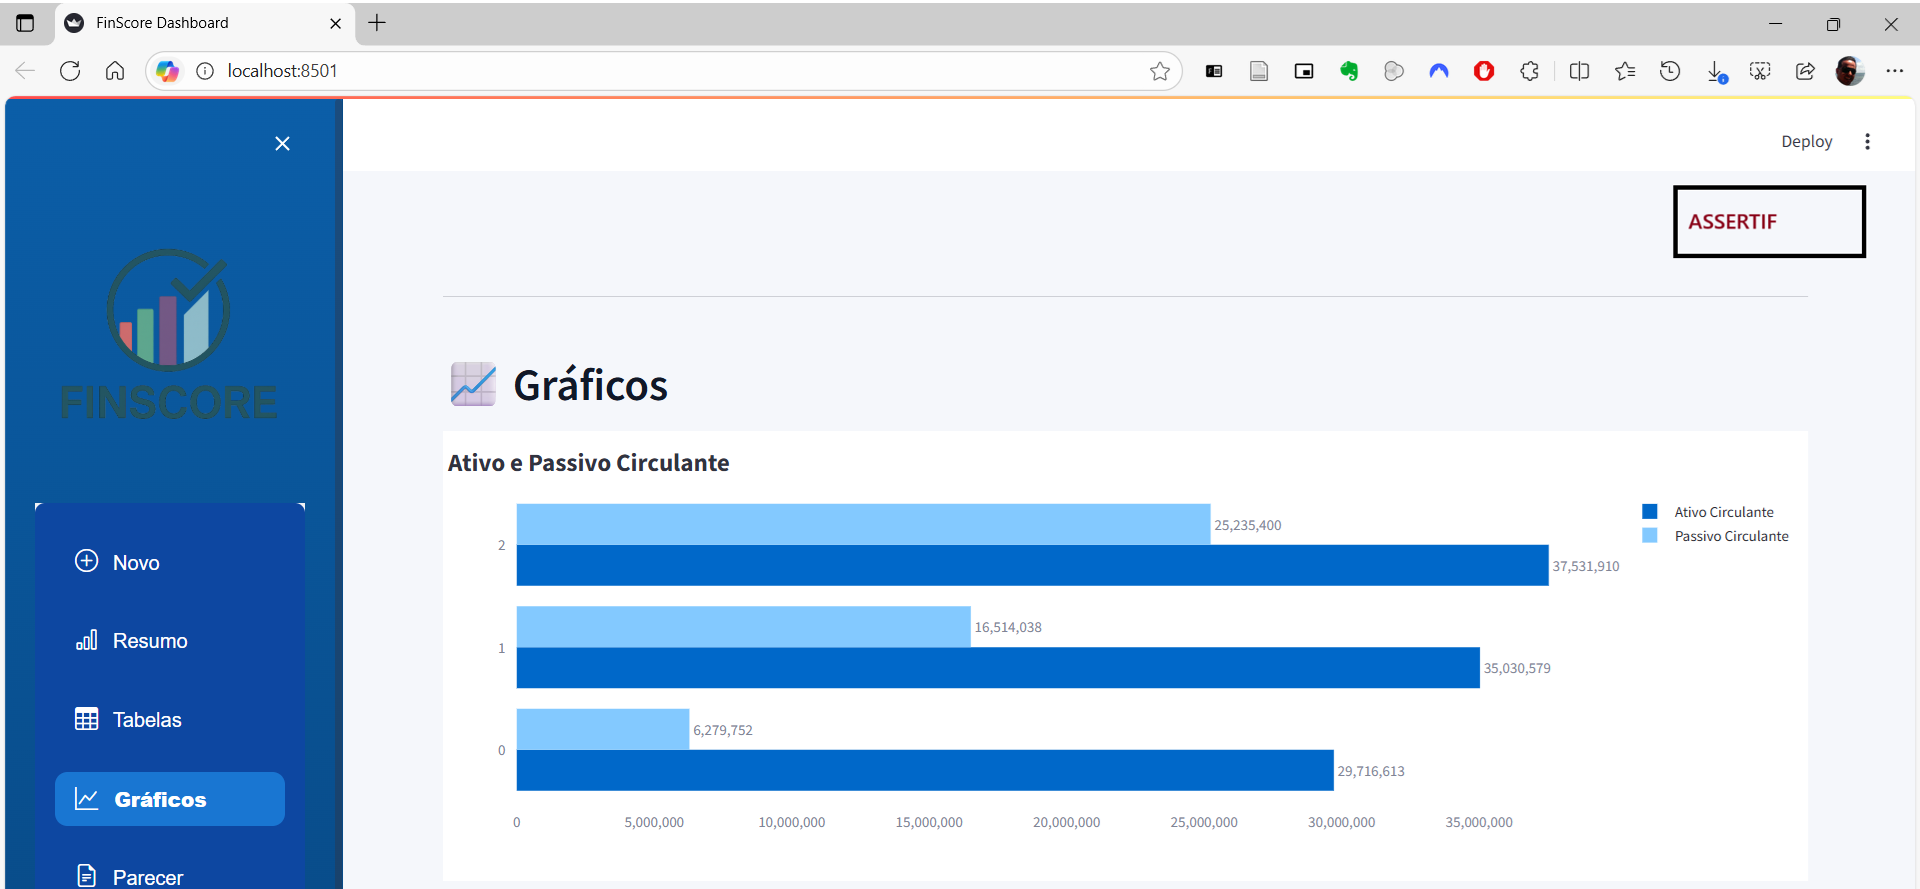 FinScore Dashboard
localhost:8501
Deploy
ASSERTIF
FINSCORE
Novo
Resumo
Tabelas
Gráficos
Parecer
Gráficos
Ativo e Passivo Circulante
Ativo Circulante
Passivo Circulante
2
25,235,400
37,531,910
1
16,514,038
35,030,579
0
6,279,752
29,716,613
0 5,000,000 10,000,000 15,000,000 20,000,000 25,000,000 30,000,000 35,000,000